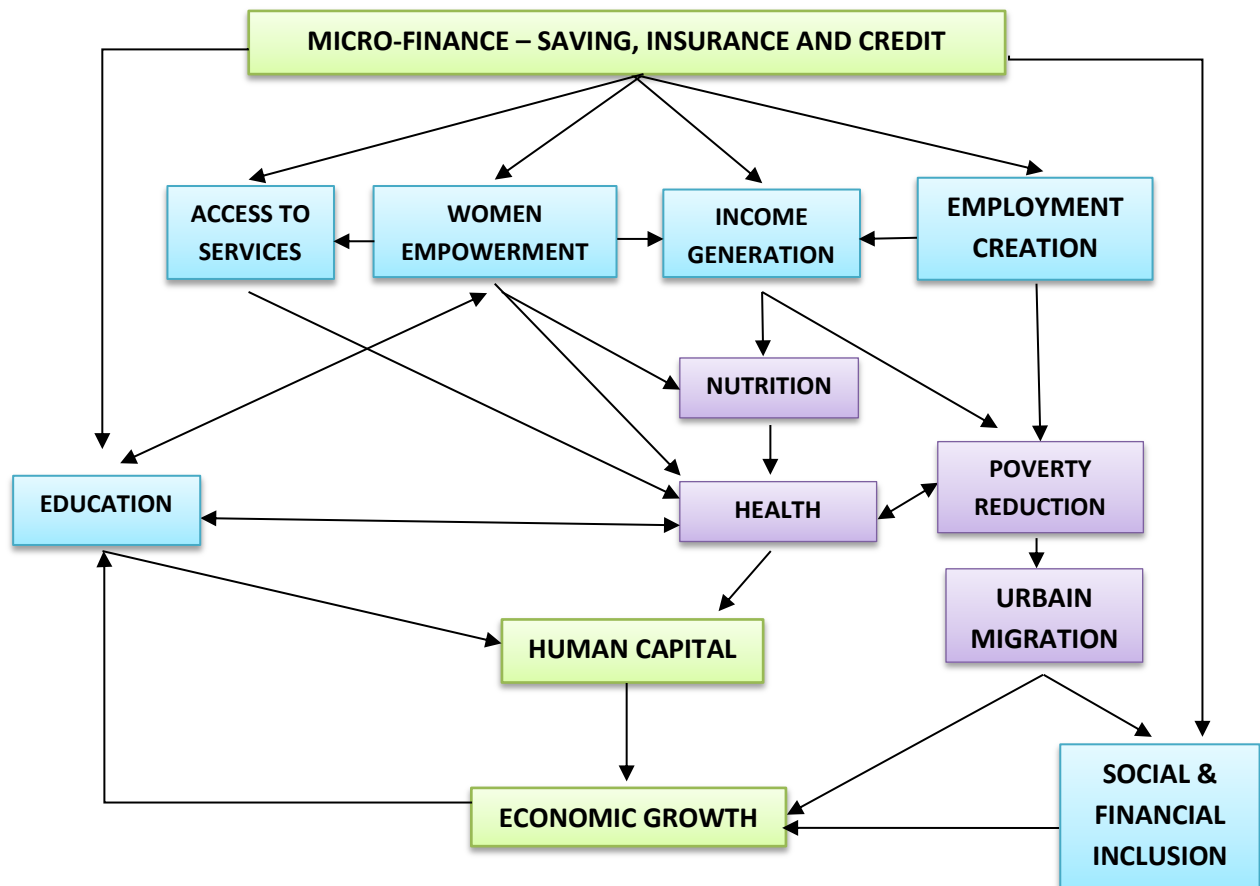 MICRO-FINANCE – SAVING, INSURANCE AND CREDIT
ACCESS TO
SERVICES
WOMEN
EMPOWERMENT
INCOME
GENERATION
EMPLOYMENT
CREATION
NUTRITION
EDUCATION
HEALTH
POVERTY
REDUCTION
URBAIN
MIGRATION
HUMAN CAPITAL
ECONOMIC GROWTH
SOCIAL &
FINANCIAL
INCLUSION